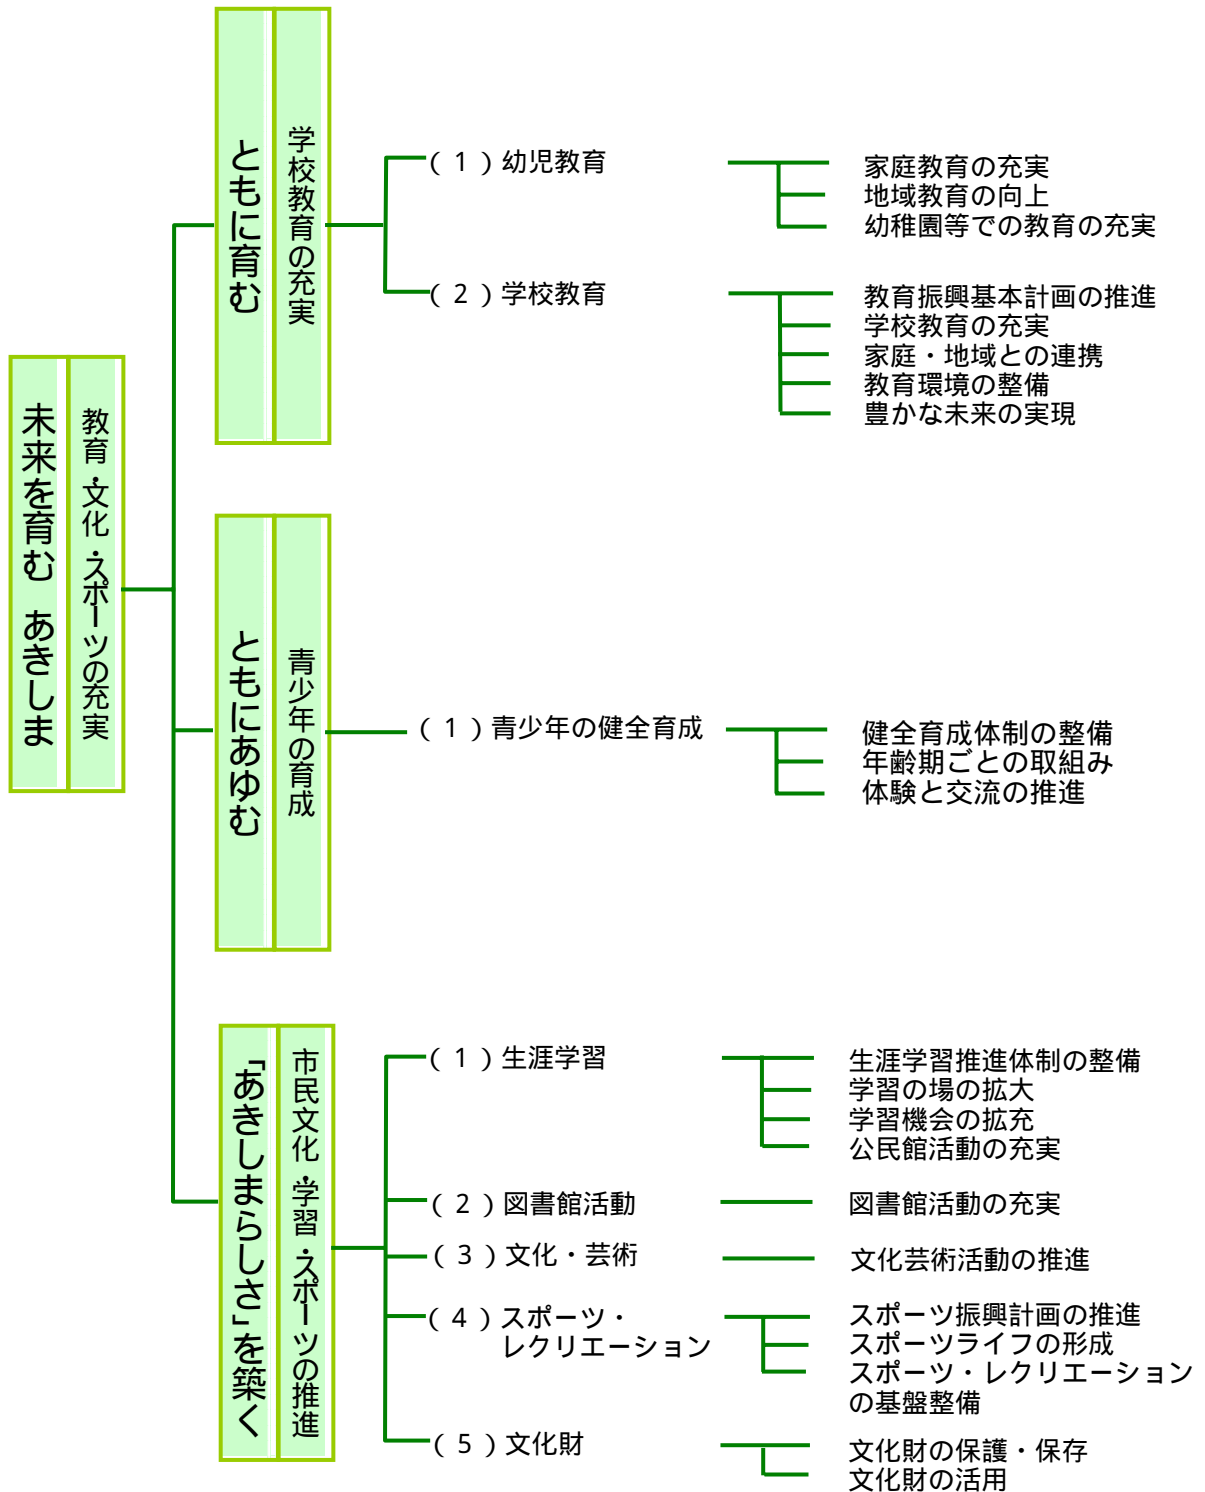 未来を育む　あきしま
教育・文化・スポーツの充実
ともに育む
学校教育の充実
(１)幼児教育
家庭教育の充実
地域教育の向上
幼稚園等での教育の充実
(２)学校教育
教育振興基本計画の推進
学校教育の充実
家庭・地域との連携
教育環境の整備
豊かな未来の実現
ともにあゆむ
青少年の育成
(１)青少年の健全育成
健全育成体制の整備
年齢期ごとの取組み
体験と交流の推進
「あきしまらしさ」を築く
市民文化・学習・スポーツの推進
(１)生涯学習
生涯学習推進体制の整備
学習の場の拡大
学習機会の拡充
公民館活動の充実
(２)図書館活動
図書館活動の充実
(３)文化・芸術
文化芸術活動の推進
(４)スポーツ・
レクリエーション
スポーツ振興計画の推進
スポーツライフの形成
スポーツ・レクリエーション
の基盤整備
(５)文化財
文化財の保護・保存
文化財の活用